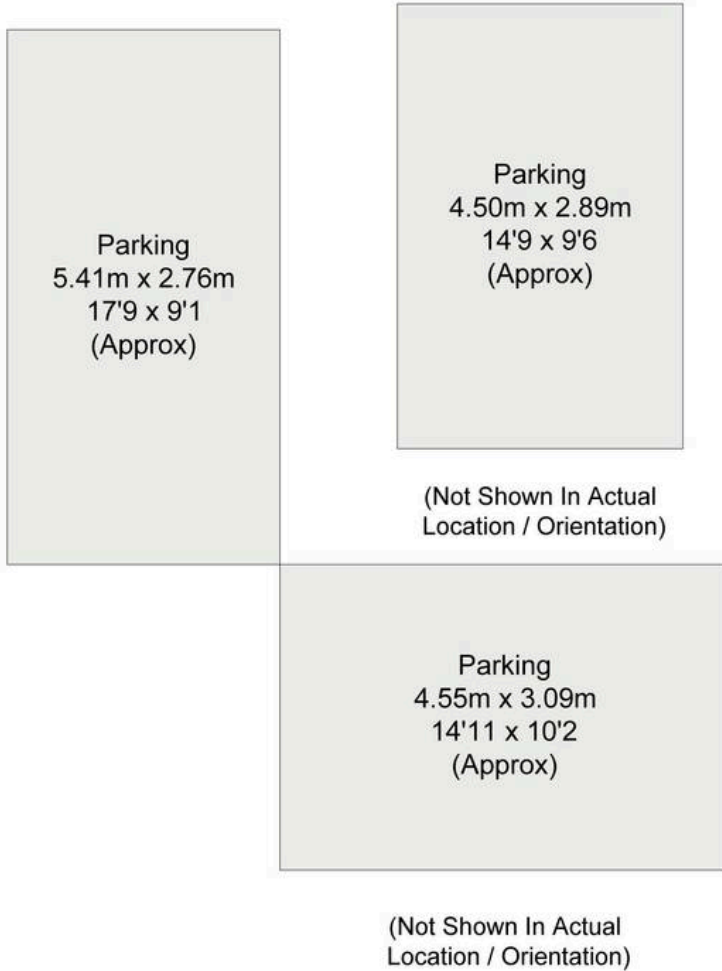 Parking
5.41m x 2.76m
17'9 x 9'1
(Approx)
Parking
4.50m x 2.89m
14'9 x 9'6
(Approx)
(Not Shown In Actual
Location / Orientation)
Parking
4.55m x 3.09m
14'11 x 10'2
(Approx)
(Not Shown In Actual
Location / Orientation)